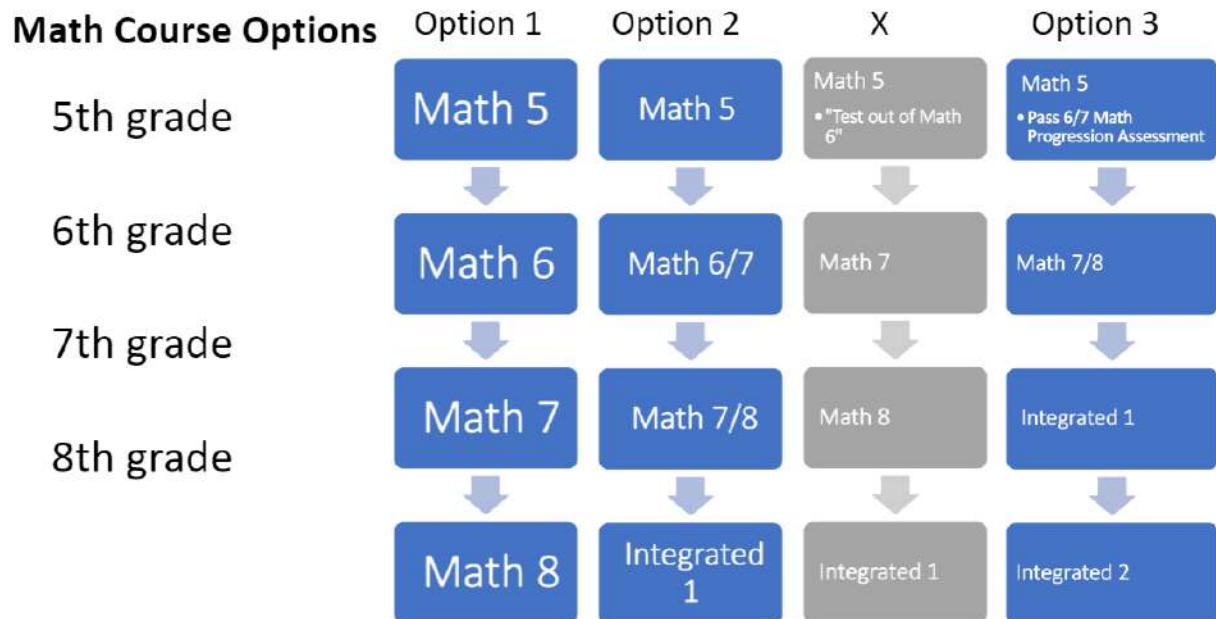 Math Course Options
Option 1
Option 2
X
Option 3
5th grade
Math 5
Math 5
Math 5
• "Test out of Math
6"
Math 5
• Pass 6/7 Math
Progression Assessment
6th grade
Math 6
Math 6/7
Math 7
Math 7/8
7th grade
Math 7
Math 7/8
Math 8
Integrated 1
8th grade
Math 8
Integrated
1
Integrated 1
Integrated 2